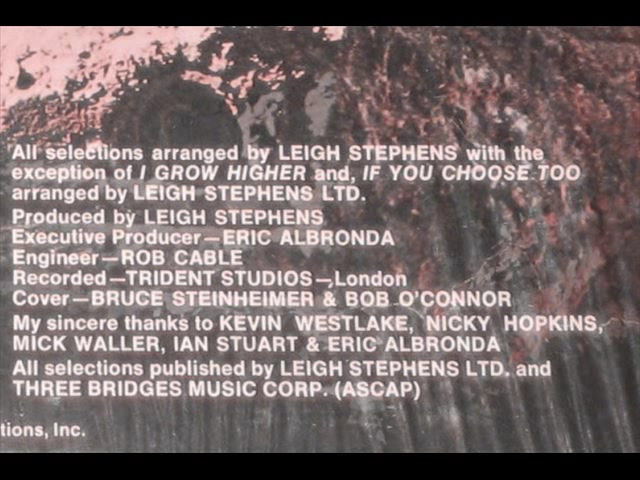 All selections arranged by LEIGH STEPHENS with the
exception of I GROW HIGHER and, IF YOU CHOOSE TOO
arranged by LEIGH STEPHENS LTD.
Produced by LEIGH STEPHENS
Executive Producer—ERIC ALBRONDA
Engineer—ROB CABLE
Recorded—TRIDENT STUDIOS—London
Cover—BRUCE STEINHEIMER & BOB O'CONNOR
My sincere thanks to KEVIN WESTLAKE, NICKY HOPKINS,
MICK WALLER, IAN STUART & ERIC ALBRONDA
All selections published by LEIGH STEPHENS LTD. and
THREE BRIDGES MUSIC CORP. (ASCAP)
tions, Inc.